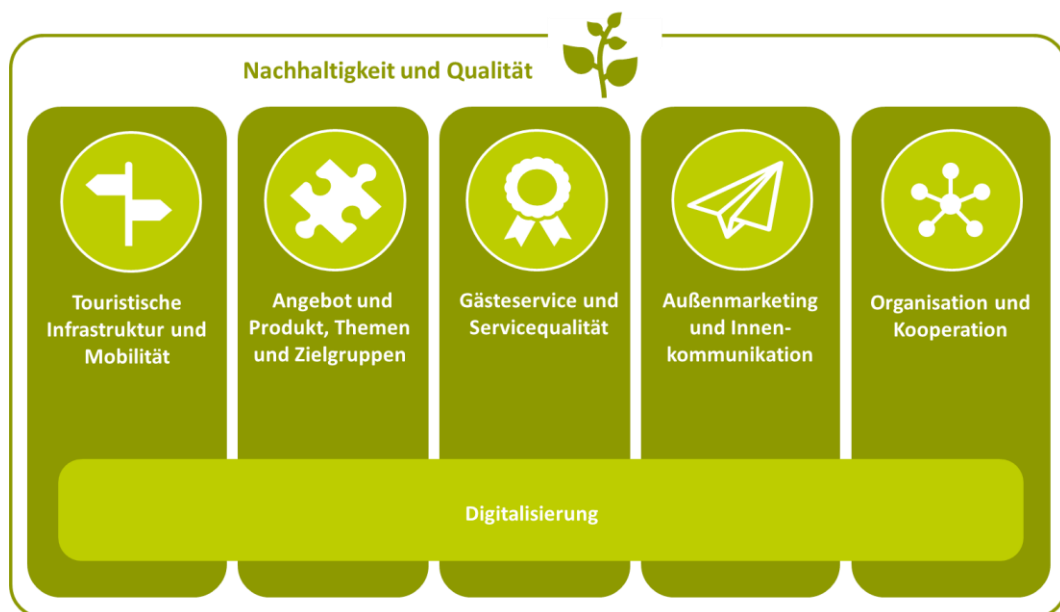 Nachhaltigkeit und Qualität
Touristische
Infrastruktur und
Mobilität
Angebot und
Produkt, Themen
und Zielgruppen
Gästeservice und
Servicequalität
Außenmarketing
und Innen-
kommunikation
Organisation und
Kooperation
Digitalisierung